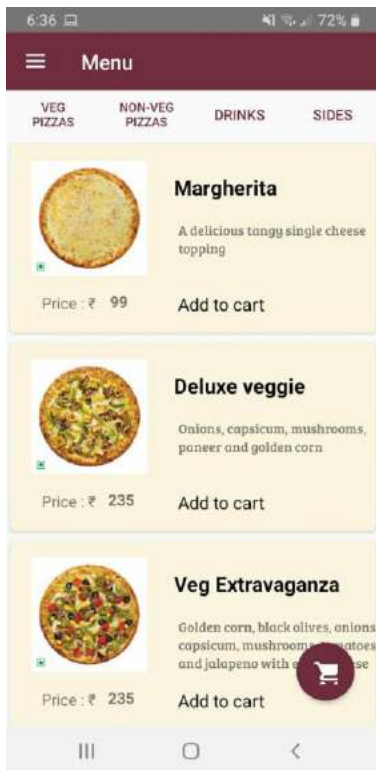 6:36 72%
Menu
VEG PIZZAS NON-VEG PIZZAS DRINKS SIDES
Margherita
A delicious tangy single cheese
topping
Price : ₹ 99 Add to cart
Deluxe veggie
Onions, capsicum, mushrooms,
paneer and golden corn
Price : ₹ 235 Add to cart
Veg Extravaganza
Golden corn, black olives, onions
capsicum,
and jalapeno with
Price : ₹ 235 Add to cart